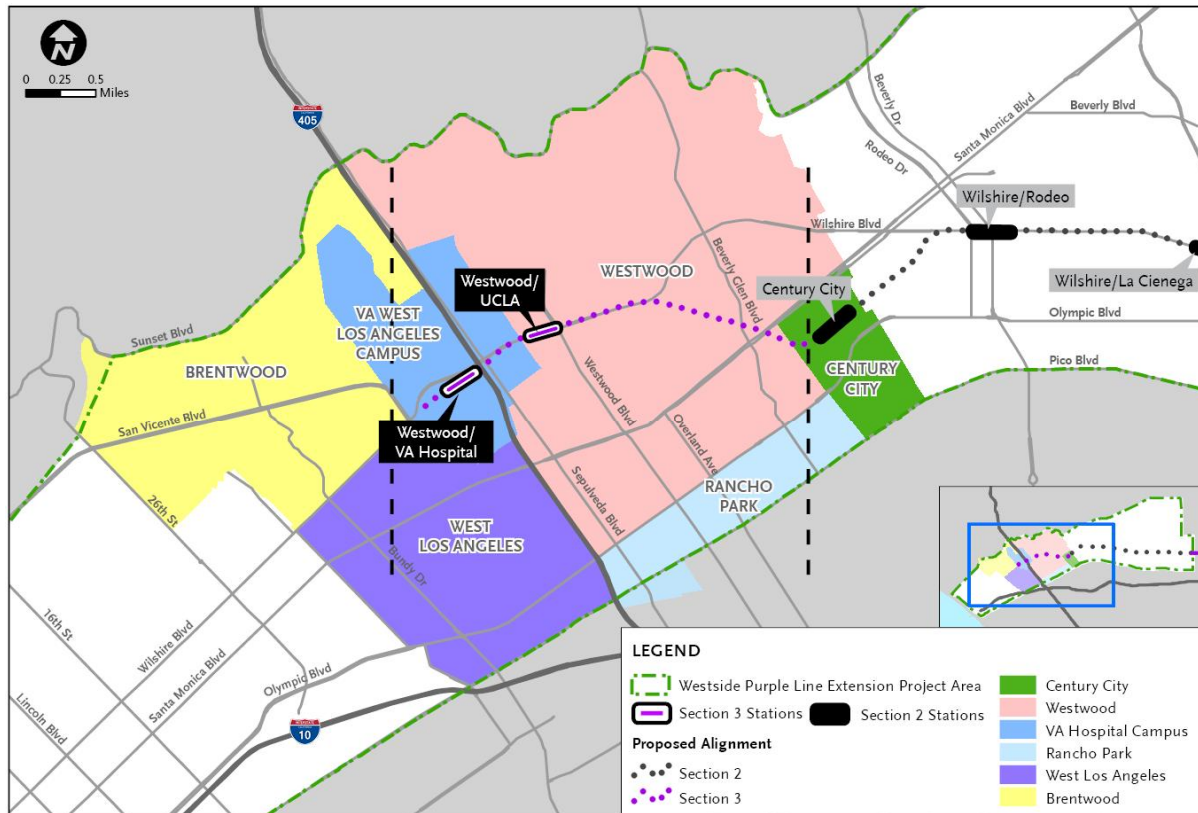 N
0 0.25 0.5
Miles
INTERSTATE
CALIFORNIA
405
Beverly Dr
Rodeo Dr
Santa Monica Blvd
Beverly Blvd
Wilshire/Rodeo
Wilshire Blvd
Wilshire/La Cienega
Westwood/
UCLA
WESTWOOD
Beverly Glen Blvd
Century City
Olympic Blvd
VA WEST
LOS ANGELES
CAMPUS
Sunset Blvd
BRENTWOOD
CENTURY
CITY
Pico Blvd
San Vicente Blvd
Westwood/
VA Hospital
Westwood Blvd
Overland Ave
Sepulveda Blvd
RANCHO
PARK
26th St
WEST
LOS ANGELES
Bundy Dr
16th St
Wilshire Blvd
Santa Monica Blvd
Olympic Blvd
Lincoln Blvd
10
LEGEND
Westside Purple Line Extension Project Area
Section 3 Stations
Section 2 Stations
Proposed Alignment
Section 2
Section 3
Century City
Westwood
VA Hospital Campus
Rancho Park
West Los Angeles
Brentwood